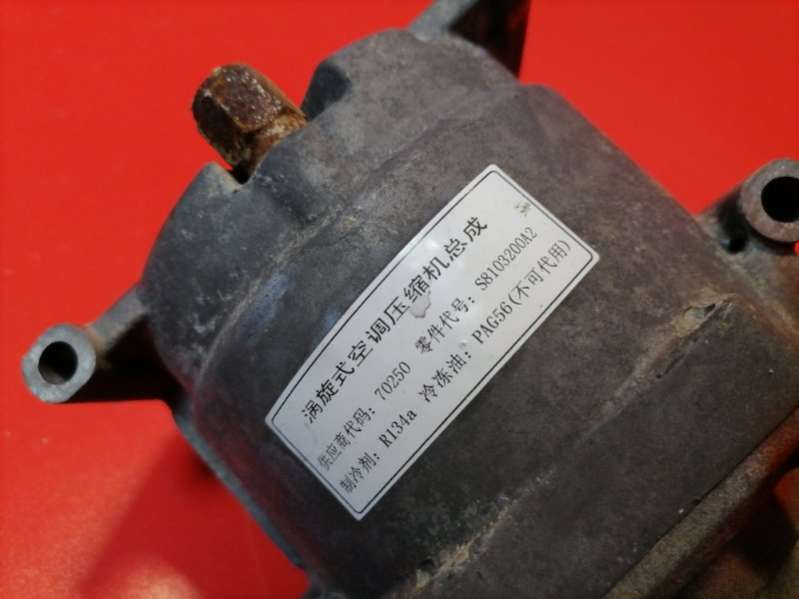 涡旋式空调压缩机总成
供应商代码：70250 零件代号：S8103200A2
制冷剂：R134a 冷冻油：PAG56(不可代用)